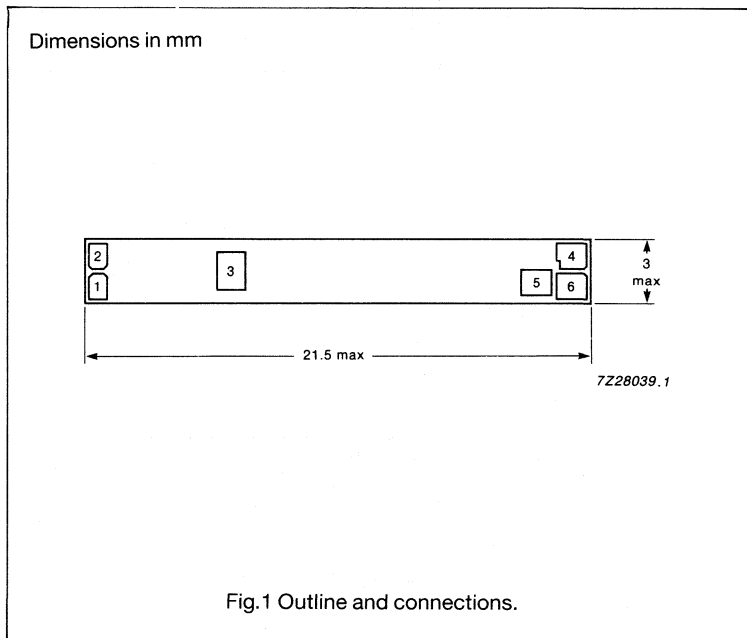 Dimensions in mm
2
1
3
4
5
6
3
max
21.5 max
7Z28039.1
Fig.1 Outline and connections.